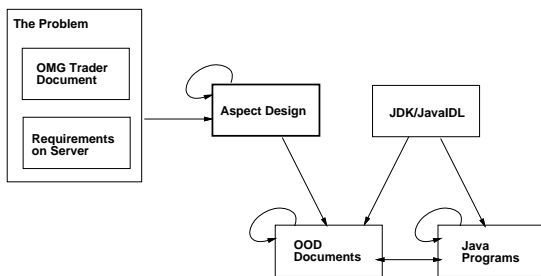 The Problem
OMG Trader
Document
Requirements
on Server
Aspect Design
JDK/JavaIDL
OOD
Documents
Java
Programs